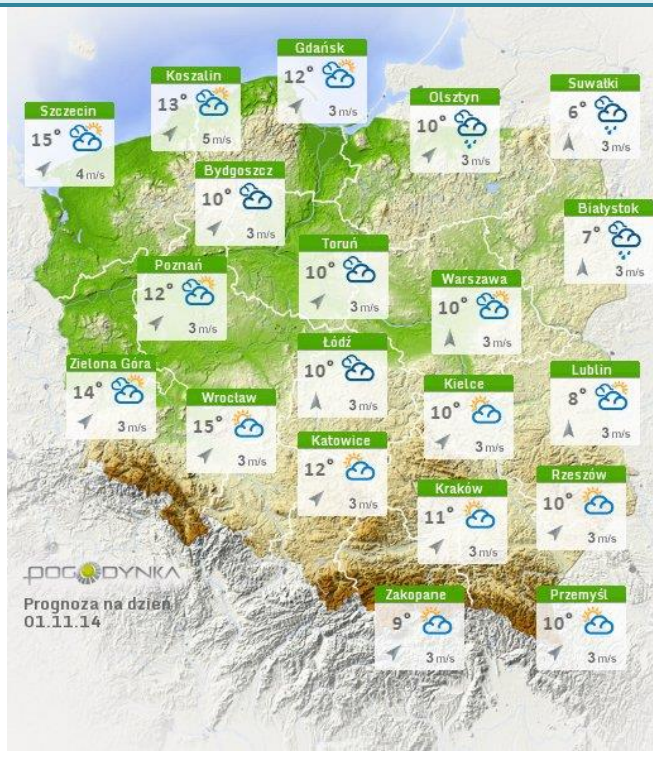 Gdańsk
12°
3 m/s
Koszalin
13°
5 m/s
Szczecin
15°
4 m/s
Olsztyn
10°
3 m/s
Suwałki
6°
3 m/s
Bydgoszcz
10°
3 m/s
Białystok
7°
3 m/s
Toruń
10°
3 m/s
Poznań
12°
3 m/s
Warszawa
10°
3 m/s
Łódź
10°
3 m/s
Zielona Góra
14°
3 m/s
Wrocław
15°
3 m/s
Kielce
10°
3 m/s
Lublin
8°
3 m/s
Katowice
12°
3 m/s
Kraków
11°
3 m/s
Rzeszów
10°
3 m/s
POGODYNKA
Prognoza na dzień
01.11.14
Zakopane
9°
3 m/s
Przemyśl
10°
3 m/s